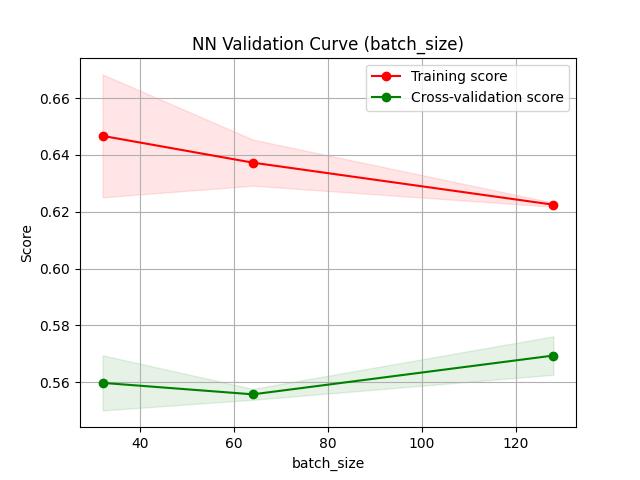 NN Validation Curve (batch_size)
Training score
Cross-validation score
Score
0.66
0.64
0.62
0.60
0.58
0.56
40 60 80 100 120
batch_size